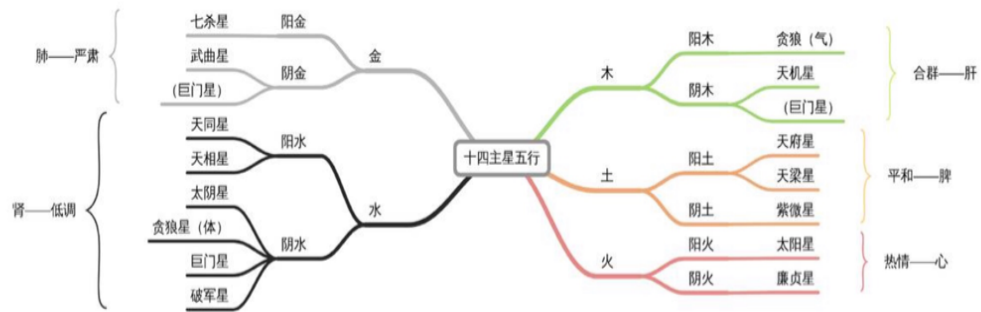 十四主星五行
金
阳金
七杀星
阴金
武曲星
(巨门星)
肺——严肃
水
阳水
天同星
天相星
阴水
太阴星
贪狼星（体）
巨门星
破军星
肾——低调
木
阳木
贪狼（气）
阴木
天机星
（巨门星）
合群——肝
土
阳土
天府星
天梁星
阴土
紫微星
平和——脾
火
阳火
太阳星
阴火
廉贞星
热情——心